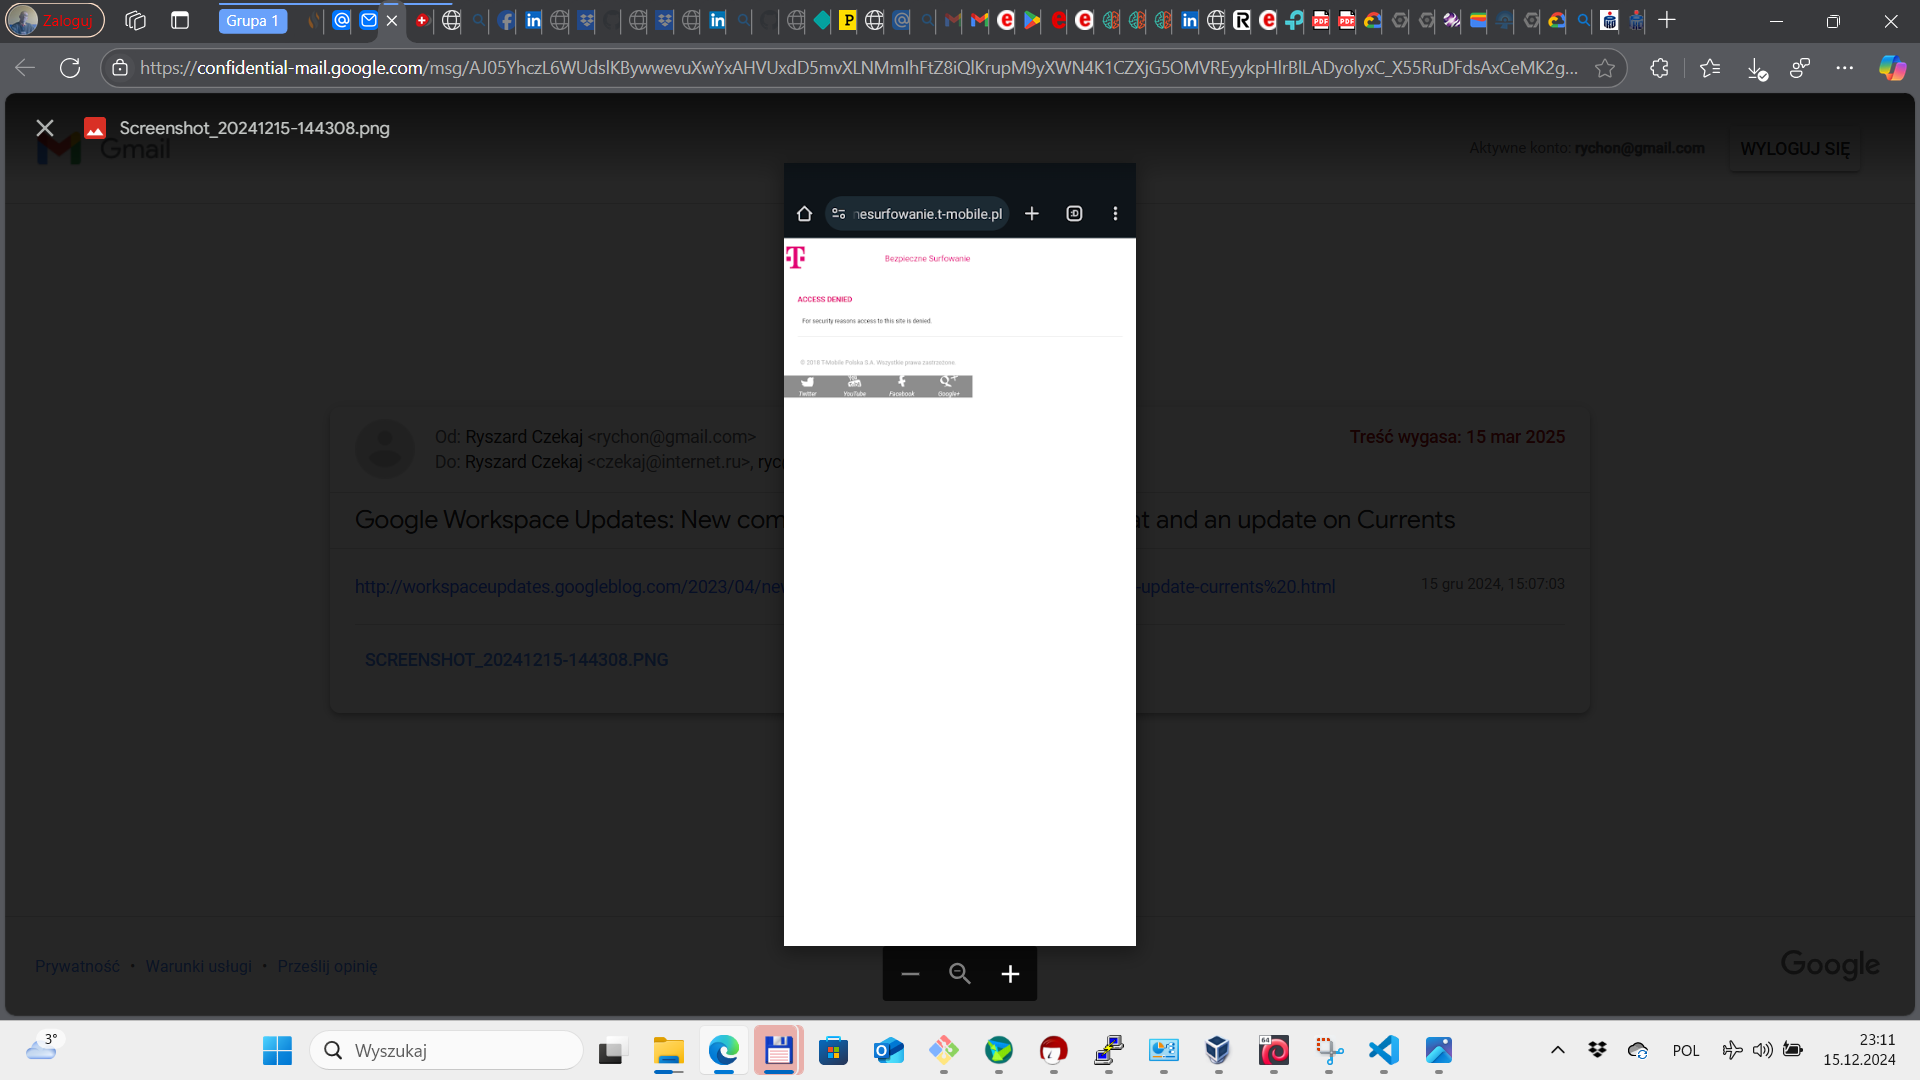 Zaloguj
Grupa 1
https://confidential-mail.google.com/msg/AJ05YhczL6WUdslKBywwevuXwYxAHVUxdD5mvXLNMmIhFtZ8iQlKrupM9yXWN4K1CZXjG5OMVREyykpHlrBlLADyolyxC_X55RuDFdsAxCeMK2g...
Screenshot_20241215-144308.png
Gmail
Aktywne konto: rychon@gmail.com
WYLOGUJ SIĘ
nesurfowanie.t-mobile.pl
T
Bezpieczne Surfowanie
ACCESS DENIED
For security reasons access to this site is denied.
© 2018 T-Mobile Polska S.A. Wszystkie prawa zastrzeżone.
Twitter
YouTube
Facebook
Google+
Od: Ryszard Czekaj <rychon@gmail.com>
Treść wygasa: 15 mar 2025
Do: Ryszard Czekaj <czekaj@internet.ru>, ryc
Google Workspace Updates: New com
at and an update on Currents
http://workspaceupdates.googleblog.com/2023/04/nev
-update-currents%20.html
15 gru 2024, 15:07:03
SCREENSHOT_20241215-144308.PNG
Prywatność • Warunki usługi • Prześlij opinię
Google
3°
Wyszukaj
POL
23:11
15.12.2024